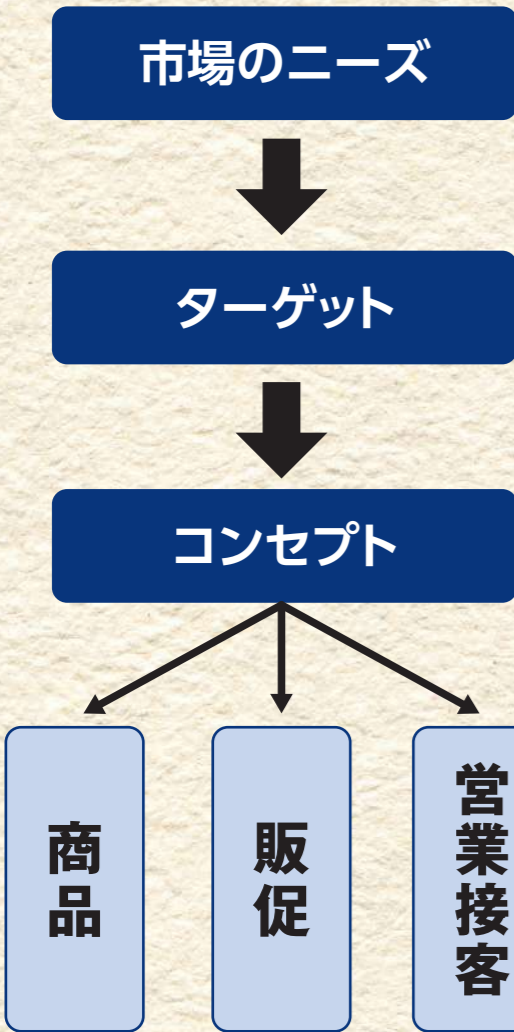 市場のニーズ
ターゲット
コンセプト
商品
販促
営業接客